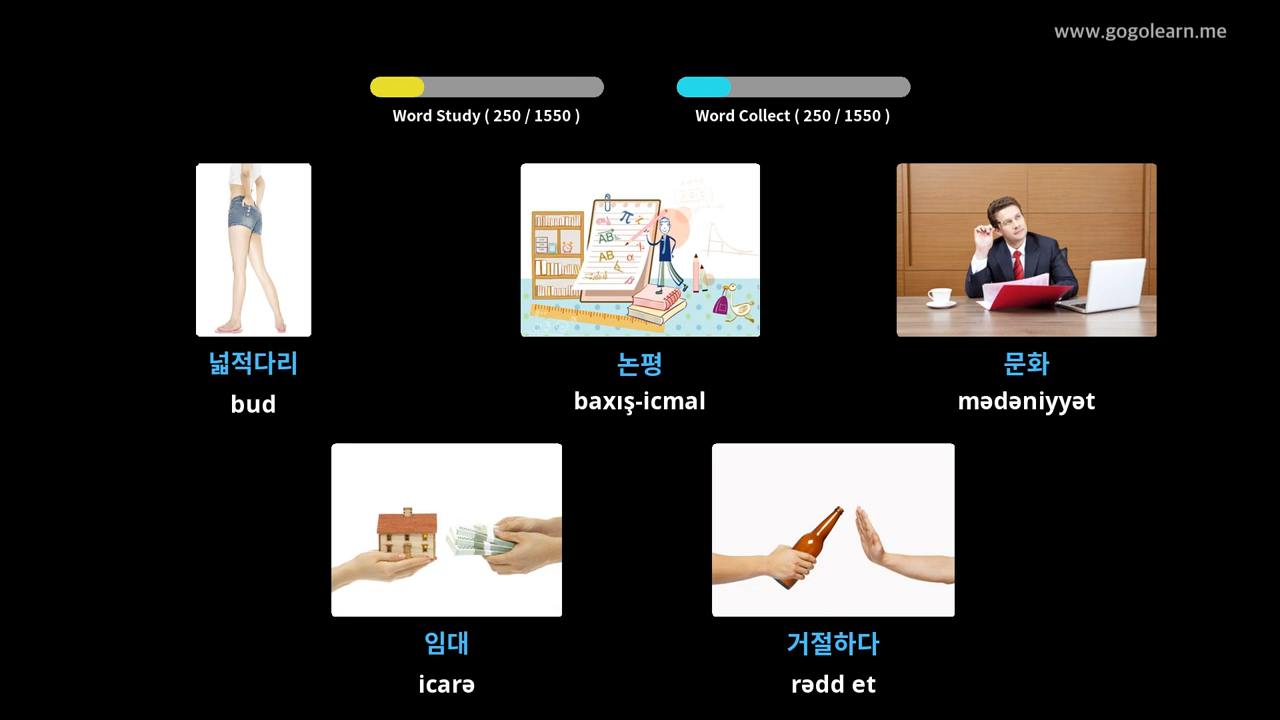 www.gogolearn.me
Word Study ( 250 / 1550 )
Word Collect ( 250 / 1550 )
넓적다리
bud
논평
baxış-icmal
문화
mədəniyyət
임대
icarə
거절하다
rədd et